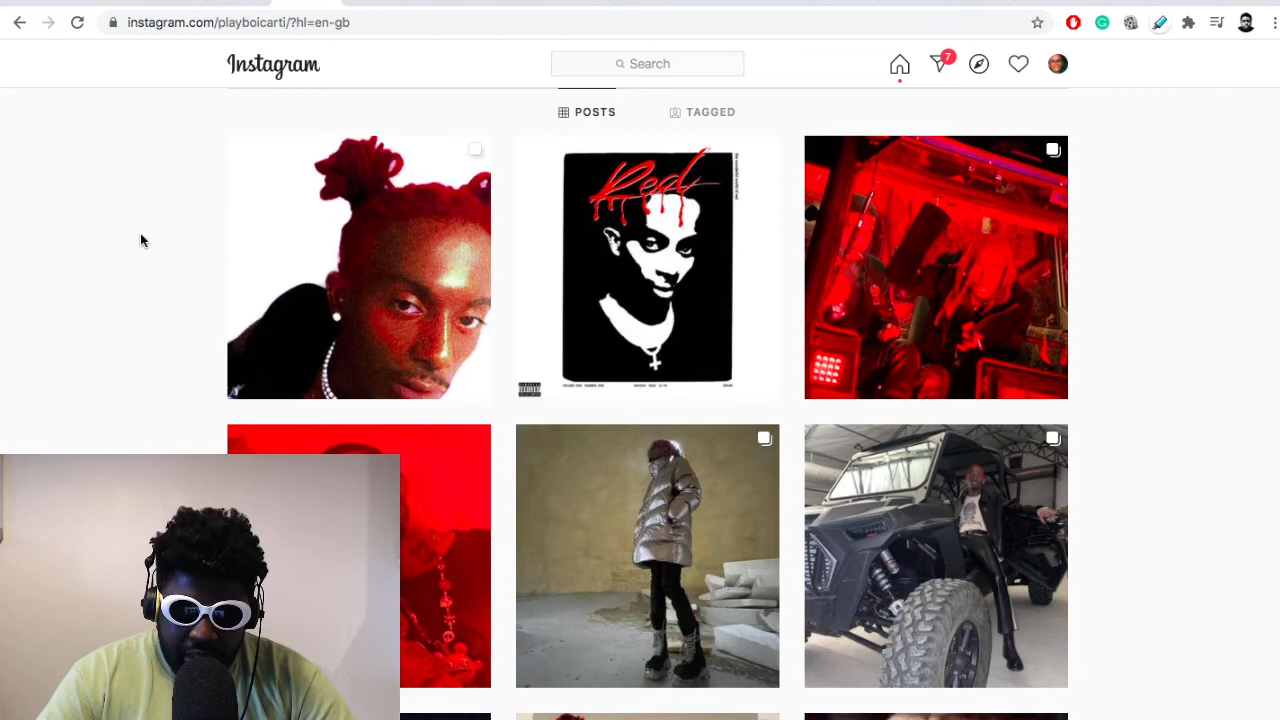 instagram.com/playboicarti/?hl=en-gb
Instagram
Search
7
POSTS
TAGGED
Red